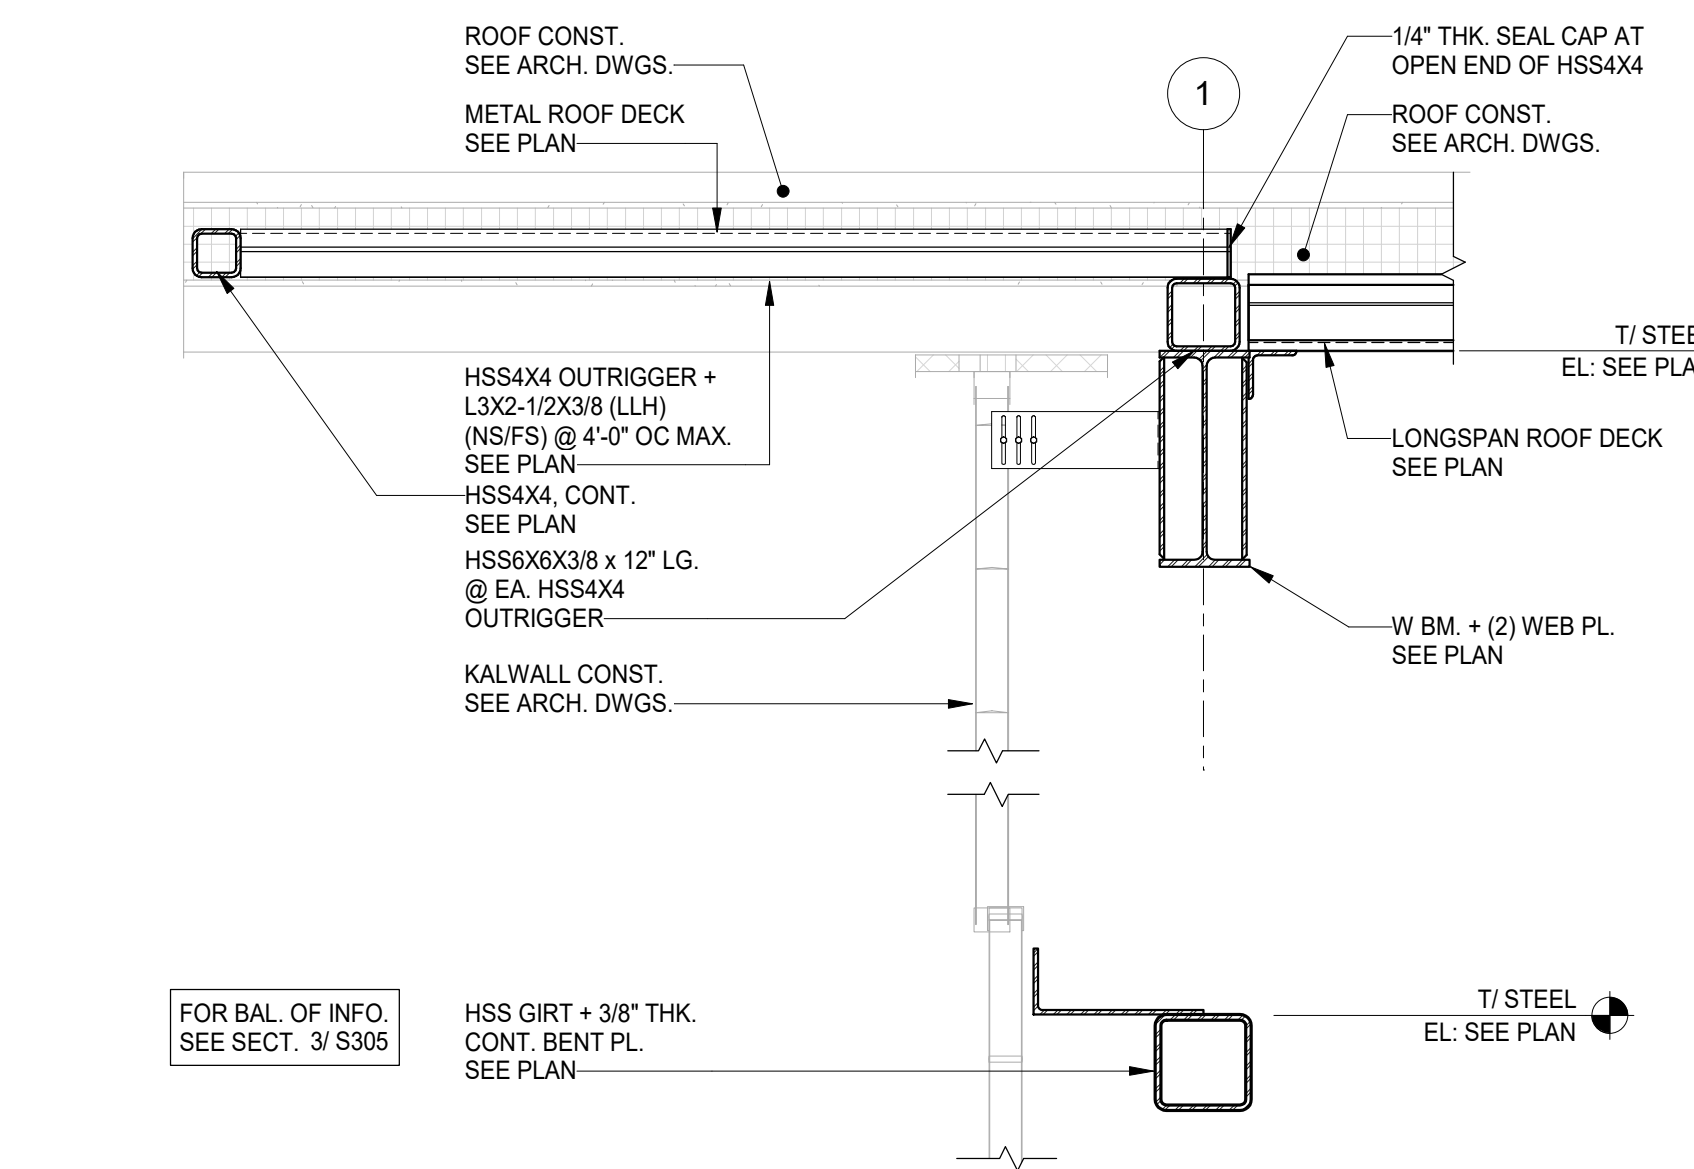 ROOF CONST.
SEE ARCH. DWGS.
METAL ROOF DECK
SEE PLAN
1
1/4" THK. SEAL CAP AT
OPEN END OF HSS4X4
ROOF CONST.
SEE ARCH. DWGS.
T/ STEE
EL: SEE PLA
HSS4X4 OUTRIGGER +
L3X2-1/2X3/8 (LLH)
(NS/FS) @ 4'-0" OC MAX.
SEE PLAN
HSS4X4, CONT.
SEE PLAN
HSS6X6X3/8 x 12" LG.
@ EA. HSS4X4
OUTRIGGER
KALWALL CONST.
SEE ARCH. DWGS.
LONGSPAN ROOF DECK
SEE PLAN
W BM. + (2) WEB PL.
SEE PLAN
FOR BAL. OF INFO.
SEE SECT. 3/ S305
HSS GIRT + 3/8" THK.
CONT. BENT PL.
SEE PLAN
T/ STEEL
EL: SEE PLAN